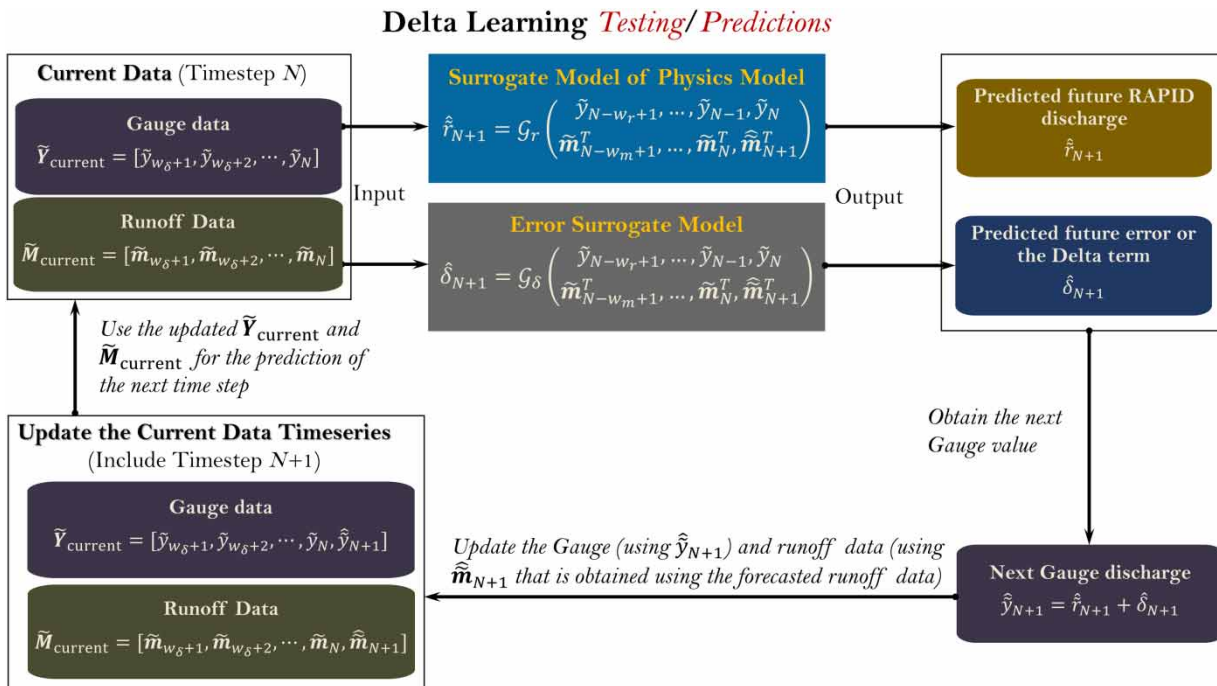 Delta Learning Testing/Predictions
Current Data (Timestep N)
Gauge data
Ỹ_current = [ỹ_{w_δ+1}, ỹ_{w_δ+2}, ⋯, ỹ_N]
Runoff Data
M̃_current = [m̃_{w_δ+1}, m̃_{w_δ+2}, ⋯, m̃_N]
Input
Surrogate Model of Physics Model
r̃̂_{N+1} = 𝒢_r ( ỹ_{N−w_r+1}, … , ỹ_{N−1}, ỹ_N
m̃^T_{N−w_m+1}, … , m̃^T_N, m̃̂^T_{N+1} )
Error Surrogate Model
δ̂_{N+1} = 𝒢_δ ( ỹ_{N−w_r+1}, … , ỹ_{N−1}, ỹ_N
m̃^T_{N−w_m+1}, … , m̃^T_N, m̃̂^T_{N+1} )
Output
Predicted future RAPID
discharge
r̃̂_{N+1}
Predicted future error or
the Delta term
δ̂_{N+1}
Use the updated Ỹ_current and
M̃_current for the prediction of
the next time step
Obtain the next
Gauge value
Update the Current Data Timeseries
(Include Timestep N+1)
Gauge data
Ỹ_current = [ỹ_{w_δ+1}, ỹ_{w_δ+2}, ⋯, ỹ_N, ỹ̂_{N+1}]
Runoff Data
M̃_current = [m̃_{w_δ+1}, m̃_{w_δ+2}, ⋯, m̃_N, m̃̂_{N+1}]
Update the Gauge (using ỹ̂_{N+1}) and runoff data (using
m̃̂_{N+1} that is obtained using the forecasted runoff data)
Next Gauge discharge
ỹ̂_{N+1} = r̃̂_{N+1} + δ̂_{N+1}